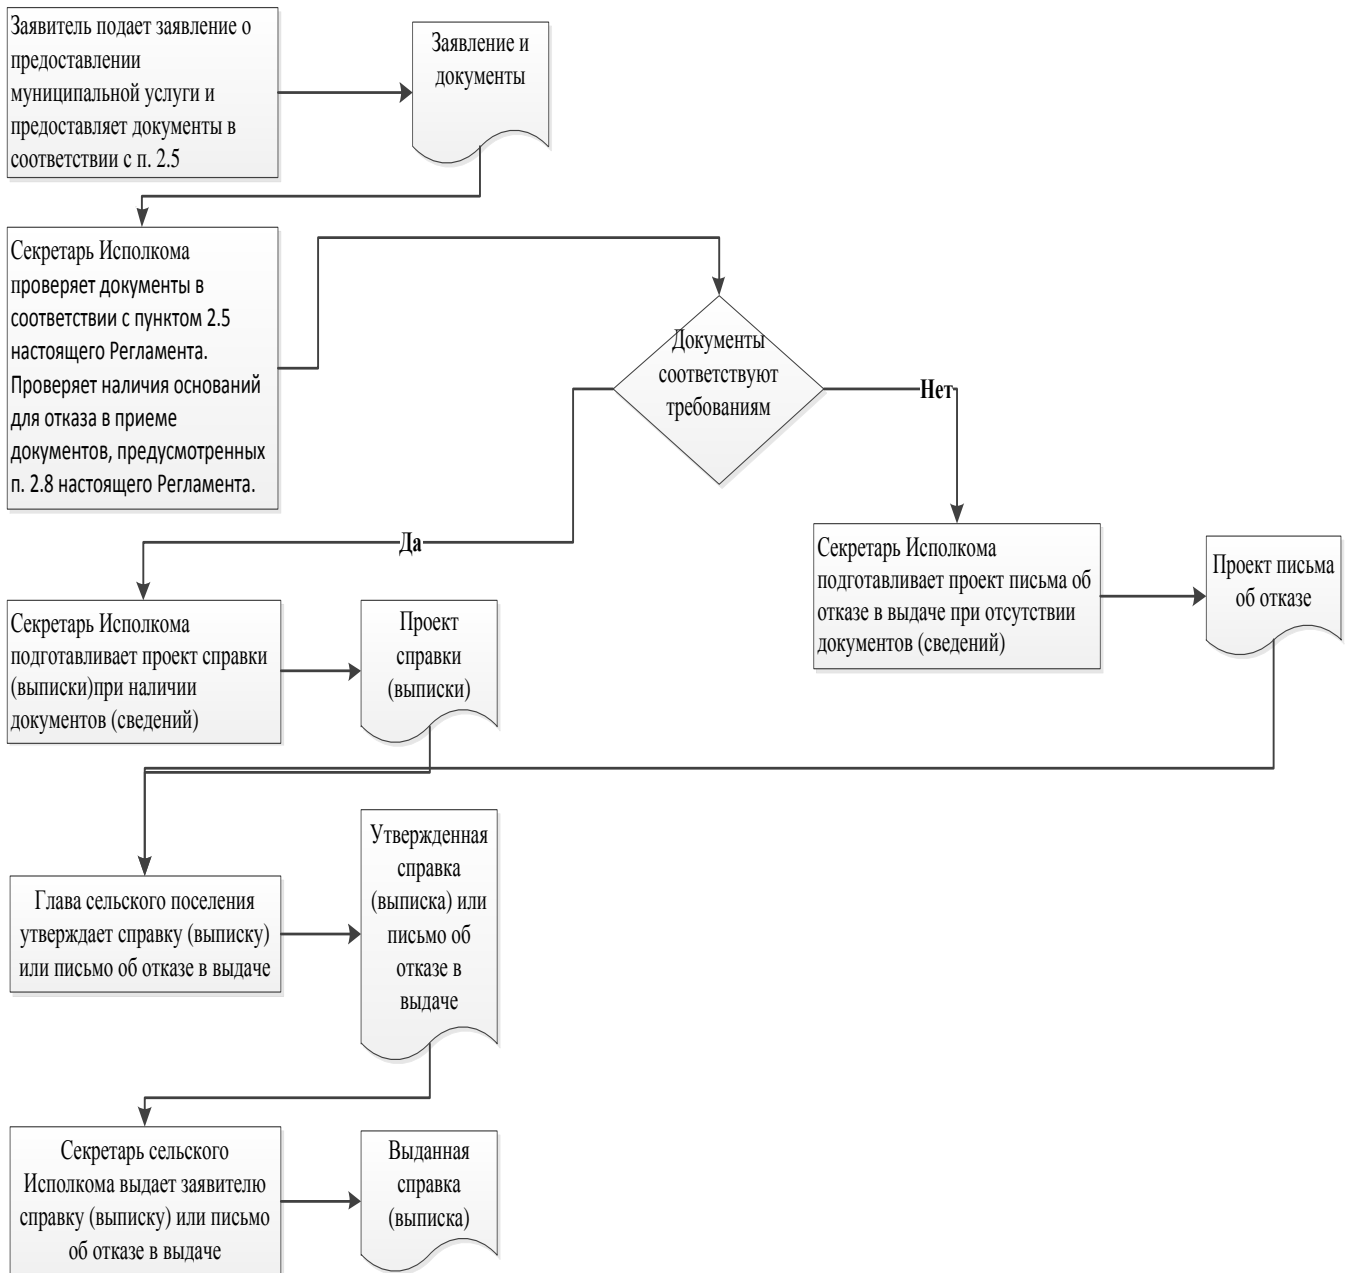 Заявитель подает заявление о
предоставлении
муниципальной услуги и
предоставляет документы в
соответствии с п. 2.5
Заявление и
документы
Секретарь Исполкома
проверяет документы в
соответствии с пунктом 2.5
настоящего Регламента.
Проверяет наличия оснований
для отказа в приеме
документов, предусмотренных
п. 2.8 настоящего Регламента.
Документы
соответствуют
требованиям
Нет
Да
Секретарь Исполкома
подготавливает проект письма об
отказе в выдаче при отсутствии
документов (сведений)
Проект письма
об отказе
Секретарь Исполкома
подготавливает проект справки
(выписки)при наличии
документов (сведений)
Проект
справки
(выписки)
Глава сельского поселения
утверждает справку (выписку)
или письмо об отказе в выдаче
Утвержденная
справка
(выписка) или
письмо об
отказе в
выдаче
Секретарь сельского
Исполкома выдает заявителю
справку (выписку) или письмо
об отказе в выдаче
Выданная
справка
(выписка)